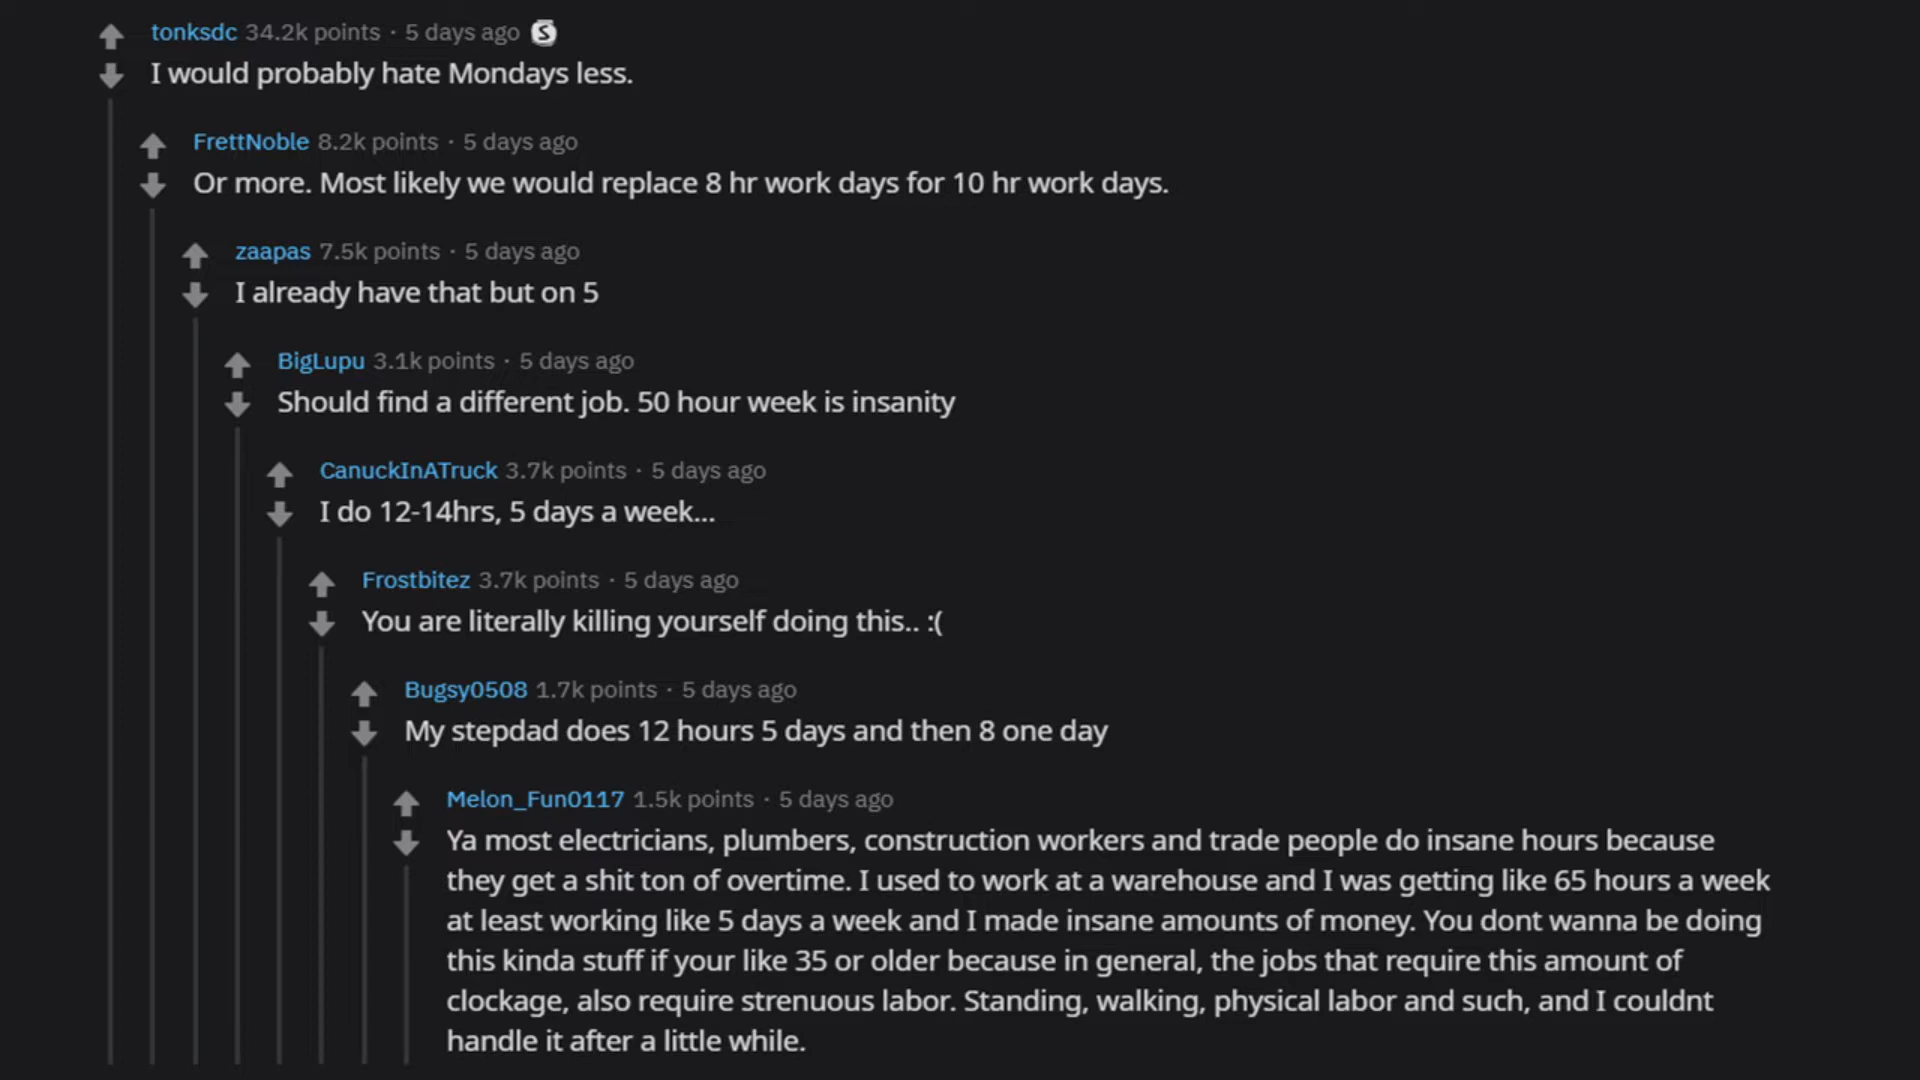 tonksdc 34.2k points · 5 days ago S
I would probably hate Mondays less.
FrettNoble 8.2k points · 5 days ago
Or more. Most likely we would replace 8 hr work days for 10 hr work days.
zaapas 7.5k points · 5 days ago
I already have that but on 5
BigLupu 3.1k points · 5 days ago
Should find a different job. 50 hour week is insanity
CanuckInATruck 3.7k points · 5 days ago
I do 12-14hrs, 5 days a week...
Frostbitez 3.7k points · 5 days ago
You are literally killing yourself doing this.. :(
Bugsy0508 1.7k points · 5 days ago
My stepdad does 12 hours 5 days and then 8 one day
Melon_Fun0117 1.5k points · 5 days ago
Ya most electricians, plumbers, construction workers and trade people do insane hours because
they get a shit ton of overtime. I used to work at a warehouse and I was getting like 65 hours a week
at least working like 5 days a week and I made insane amounts of money. You dont wanna be doing
this kinda stuff if your like 35 or older because in general, the jobs that require this amount of
clockage, also require strenuous labor. Standing, walking, physical labor and such, and I couldnt
handle it after a little while.